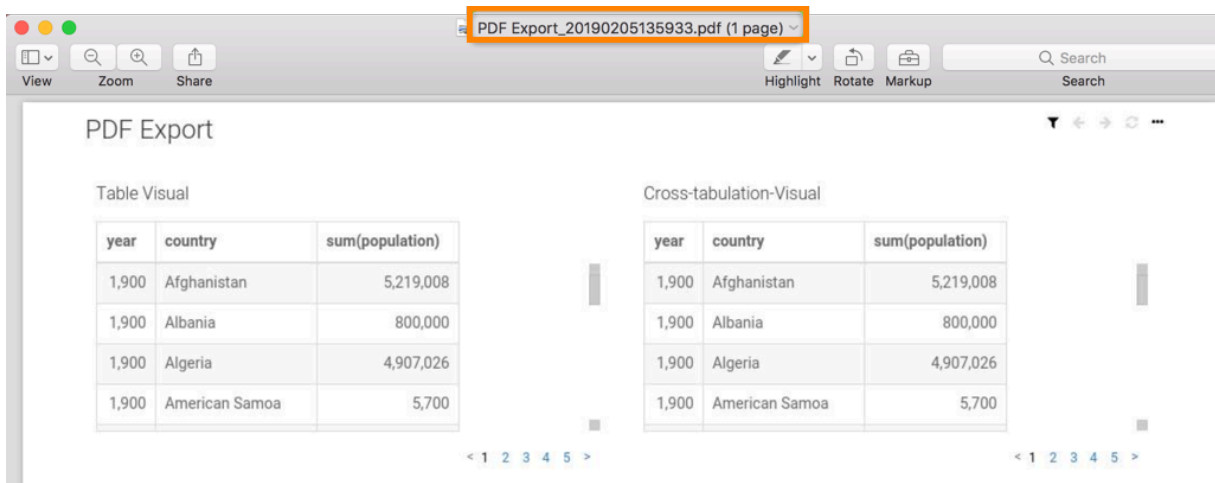 PDF Export_20190205135933.pdf (1 page)
View Zoom Share Highlight Rotate Markup Search
Search
PDF Export
Table Visual
year country sum(population)
1,900 Afghanistan 5,219,008
1,900 Albania 800,000
1,900 Algeria 4,907,026
1,900 American Samoa 5,700
< 1 2 3 4 5 >
Cross-tabulation-Visual
year country sum(population)
1,900 Afghanistan 5,219,008
1,900 Albania 800,000
1,900 Algeria 4,907,026
1,900 American Samoa 5,700
< 1 2 3 4 5 >